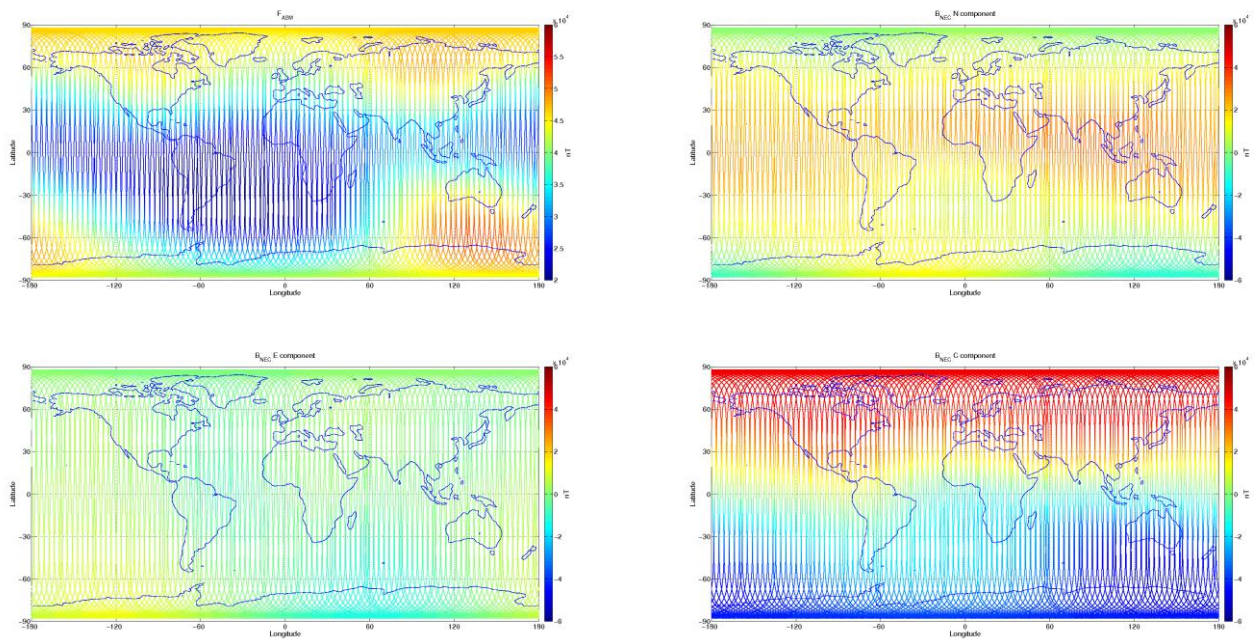 F_ASM
90
60
30
0
−30
−60
−90
Latitude
−180 −120 −60 0 60 120 180
Longitude
x 10^4
6
5.5
5
4.5
4
3.5
3
2.5
2
nT
B_NEC N component
90
60
30
0
−30
−60
−90
Latitude
−180 −120 −60 0 60 120 180
Longitude
x 10^4
6
4
2
0
−2
−4
−6
nT
B_NEC E component
90
60
30
0
−30
−60
−90
Latitude
−180 −120 −60 0 60 120 180
Longitude
x 10^4
6
4
2
0
−2
−4
−6
nT
B_NEC C component
90
60
30
0
−30
−60
−90
Latitude
−180 −120 −60 0 60 120 180
Longitude
x 10^4
6
4
2
0
−2
−4
−6
nT